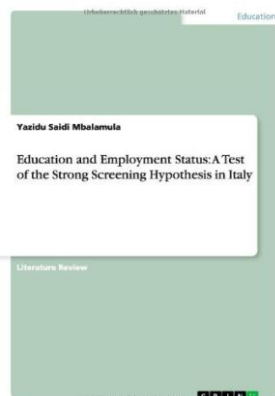 Urheberrechtlich geschütztes Material
Education
Yazidu Saidi Mbalamula
Education and Employment Status: A Test
of the Strong Screening Hypothesis in Italy
Literature Review
G R I N